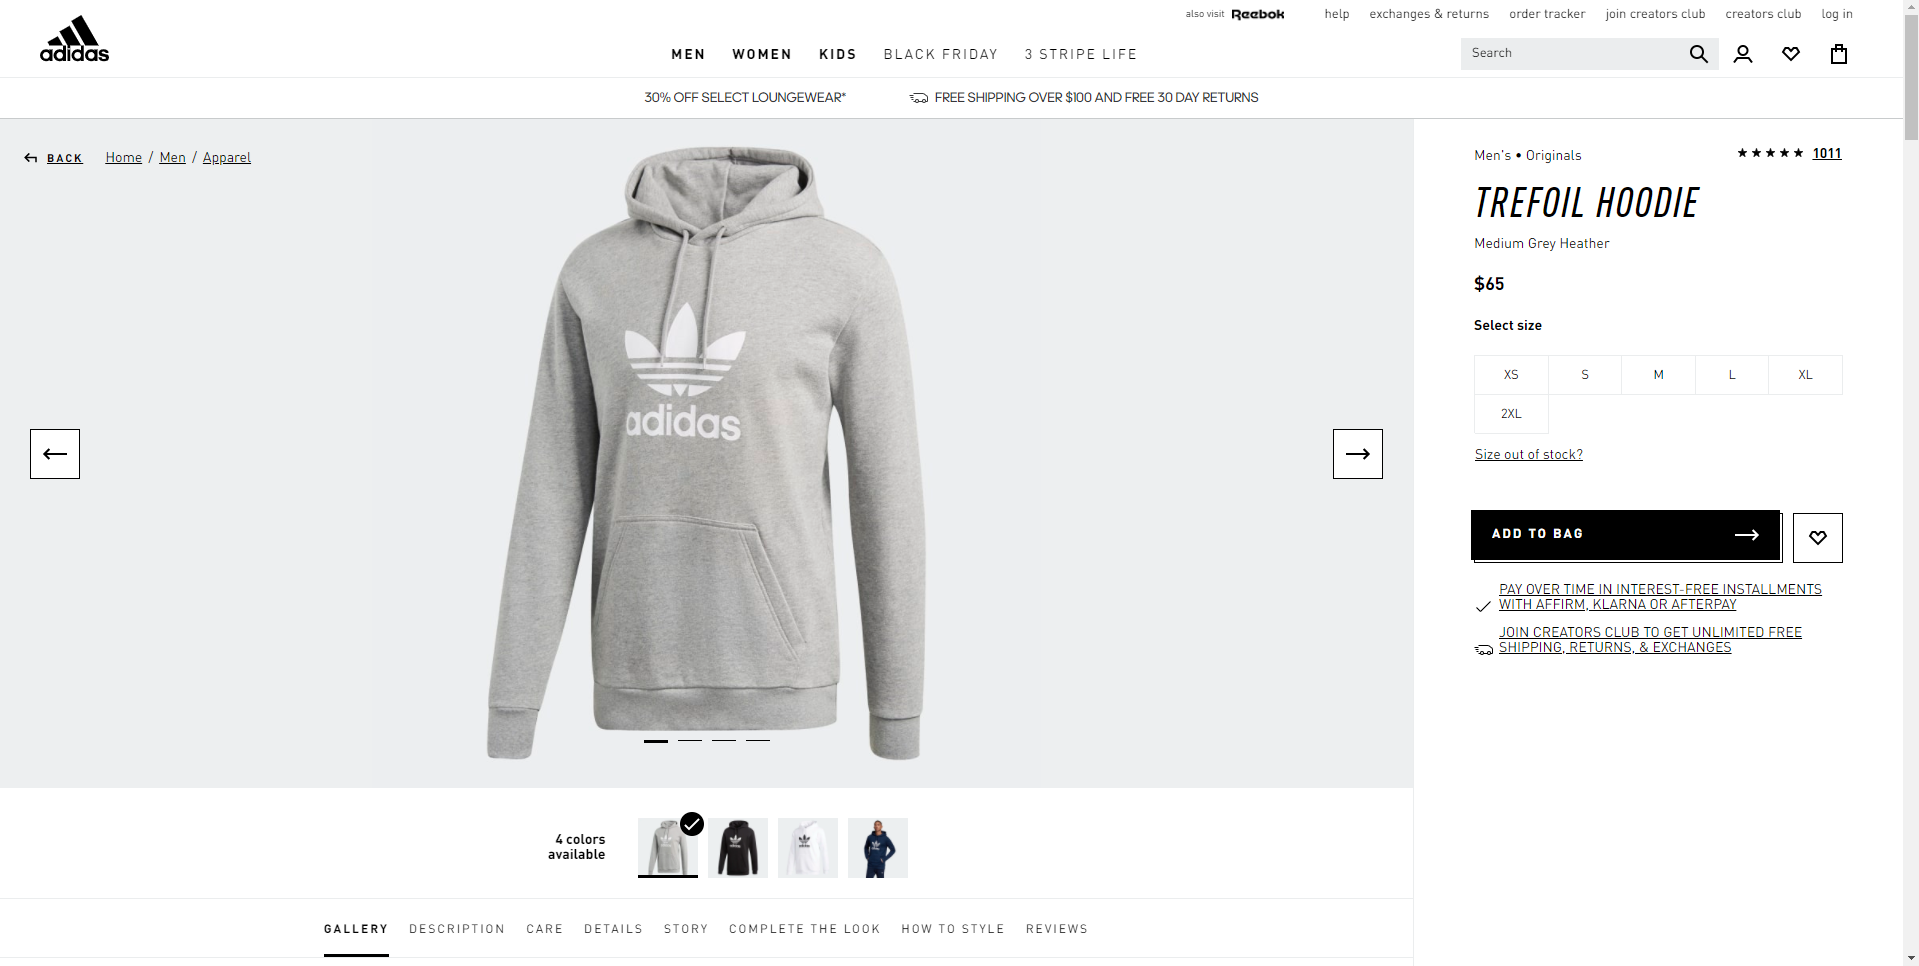 also visit Reebok help exchanges & returns order tracker join creators club creators club log in
adidas
MEN WOMEN KIDS BLACK FRIDAY 3 STRIPE LIFE
Search
30% OFF SELECT LOUNGEWEAR* FREE SHIPPING OVER $100 AND FREE 30 DAY RETURNS
BACK Home / Men / Apparel
adidas
Men's • Originals 1011
TREFOIL HOODIE
Medium Grey Heather
$65
Select size
XS S M L XL
2XL
Size out of stock?
ADD TO BAG
PAY OVER TIME IN INTEREST-FREE INSTALLMENTS
WITH AFFIRM, KLARNA OR AFTERPAY
JOIN CREATORS CLUB TO GET UNLIMITED FREE
SHIPPING, RETURNS, & EXCHANGES
4 colors
available
GALLERY DESCRIPTION CARE DETAILS STORY COMPLETE THE LOOK HOW TO STYLE REVIEWS